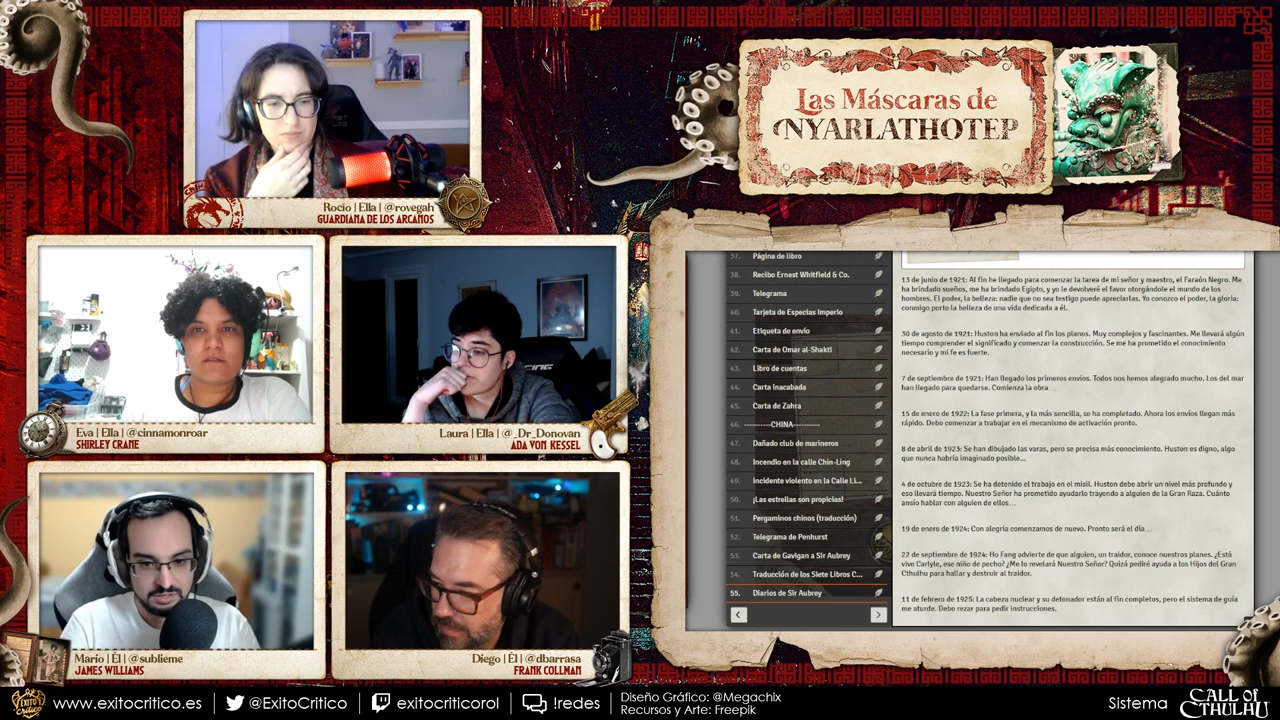 Las Máscaras de
NYARLATHOTEP
Rocío | Ella | @rovegah
GUARDIANA DE LOS ARCANOS
Eva | Ella | @cinnamonroar
SHIRLEY CRANE
Laura | Ella | @_Dr_Donovan
ADA VON KESSEL
Mario | Él | @sublieme
JAMES WILLIAMS
Diego | Él | @dbarrasa
FRANK COLLMAN
37. Página de libro
38. Recibo Ernest Whitfield & Co.
39. Telegrama
40. Tarjeta de Especias Imperio
41. Etiqueta de envío
42. Carta de Omar al-Shakti
43. Libro de cuentas
44. Carta inacabada
45. Carta de Zahra
46. ----------CHINA----------
47. Dañado club de marineros
48. Incendio en la calle Chin-Ling
49. Incidente violento en la Calle Li...
50. ¡Las estrellas son propicias!
51. Pergaminos chinos (traducción)
52. Telegrama de Penhurst
53. Carta de Gavigan a Sir Aubrey
54. Traducción de los Siete Libros C...
55. Diarios de Sir Aubrey
13 de junio de 1921: Al fin he llegado para comenzar la tarea de mi señor y maestro, el Faraón Negro. Me
ha brindado sueños, me ha brindado Egipto, y yo le devolveré el favor otorgándole el mundo de los
hombres. El poder, la belleza: nadie que no sea testigo puede apreciarlas. Yo conozco el poder, la gloria:
conmigo porto la belleza de una vida dedicada a él.
30 de agosto de 1921: Huston ha enviado al fin los planos. Muy complejos y fascinantes. Me llevará algún
tiempo comprender el significado y comenzar la construcción. Se me ha prometido el conocimiento
necesario y mi fe es fuerte.
7 de septiembre de 1921: Han llegado los primeros envíos. Todos nos hemos alegrado mucho. Los del mar
han llegado para quedarse. Comienza la obra...
15 de enero de 1922: La fase primera, y la más sencilla, se ha completado. Ahora los envíos llegan más
rápido. Debo comenzar a trabajar en el mecanismo de activación pronto.
8 de abril de 1923: Se han dibujado las varas, pero se precisa más conocimiento. Huston es digno, algo
que nunca habría imaginado posible...
4 de octubre de 1923: Se ha detenido el trabajo en el misil. Huston debe abrir un nivel más profundo y
eso llevará tiempo. Nuestro Señor ha prometido ayudarlo trayendo a alguien de la Gran Raza. Cuánto
ansío hablar con alguien de ellos...
19 de enero de 1924: Con alegría comenzamos de nuevo. Pronto será el día...
22 de septiembre de 1924: Ho Fang advierte de que alguien, un traidor, conoce nuestros planes. ¿Está
vivo Carlyle, ese niño de pecho? ¿Me lo revelará Nuestro Señor? Quizá pediré ayuda a los Hijos del Gran
Cthulhu para hallar y destruir al traidor.
11 de febrero de 1925: La cabeza nuclear y su detonador están al fin completos, pero el sistema de guía
me aturde. Debo rezar para pedir instrucciones.
ÉXITO CRÍTICO
www.exitocritico.es
@ExitoCritico
exitocriticorol
!redes
Diseño Gráfico: @Megachix
Recursos y Arte: Freepik
Sistema
CALL of CTHULHU